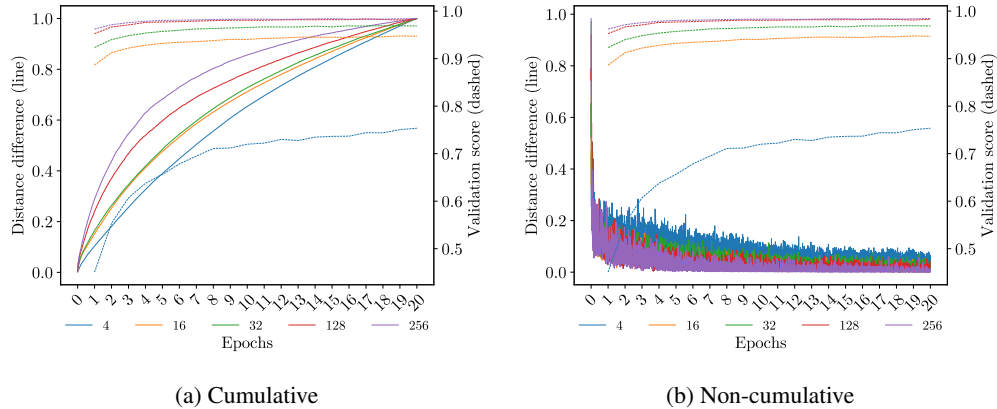 Distance difference (line)
1.0
0.8
0.6
0.4
0.2
0.0
1.0
0.9
0.8
0.7
0.6
0.5
Validation score (dashed)
0 1 2 3 4 5 6 7 8 9 10 11 12 13 14 15 16 17 18 19 20
4 16 32 128 256
Epochs
(a) Cumulative
Distance difference (line)
1.0
0.8
0.6
0.4
0.2
0.0
1.0
0.9
0.8
0.7
0.6
0.5
Validation score (dashed)
0 1 2 3 4 5 6 7 8 9 10 11 12 13 14 15 16 17 18 19 20
4 16 32 128 256
Epochs
(b) Non-cumulative